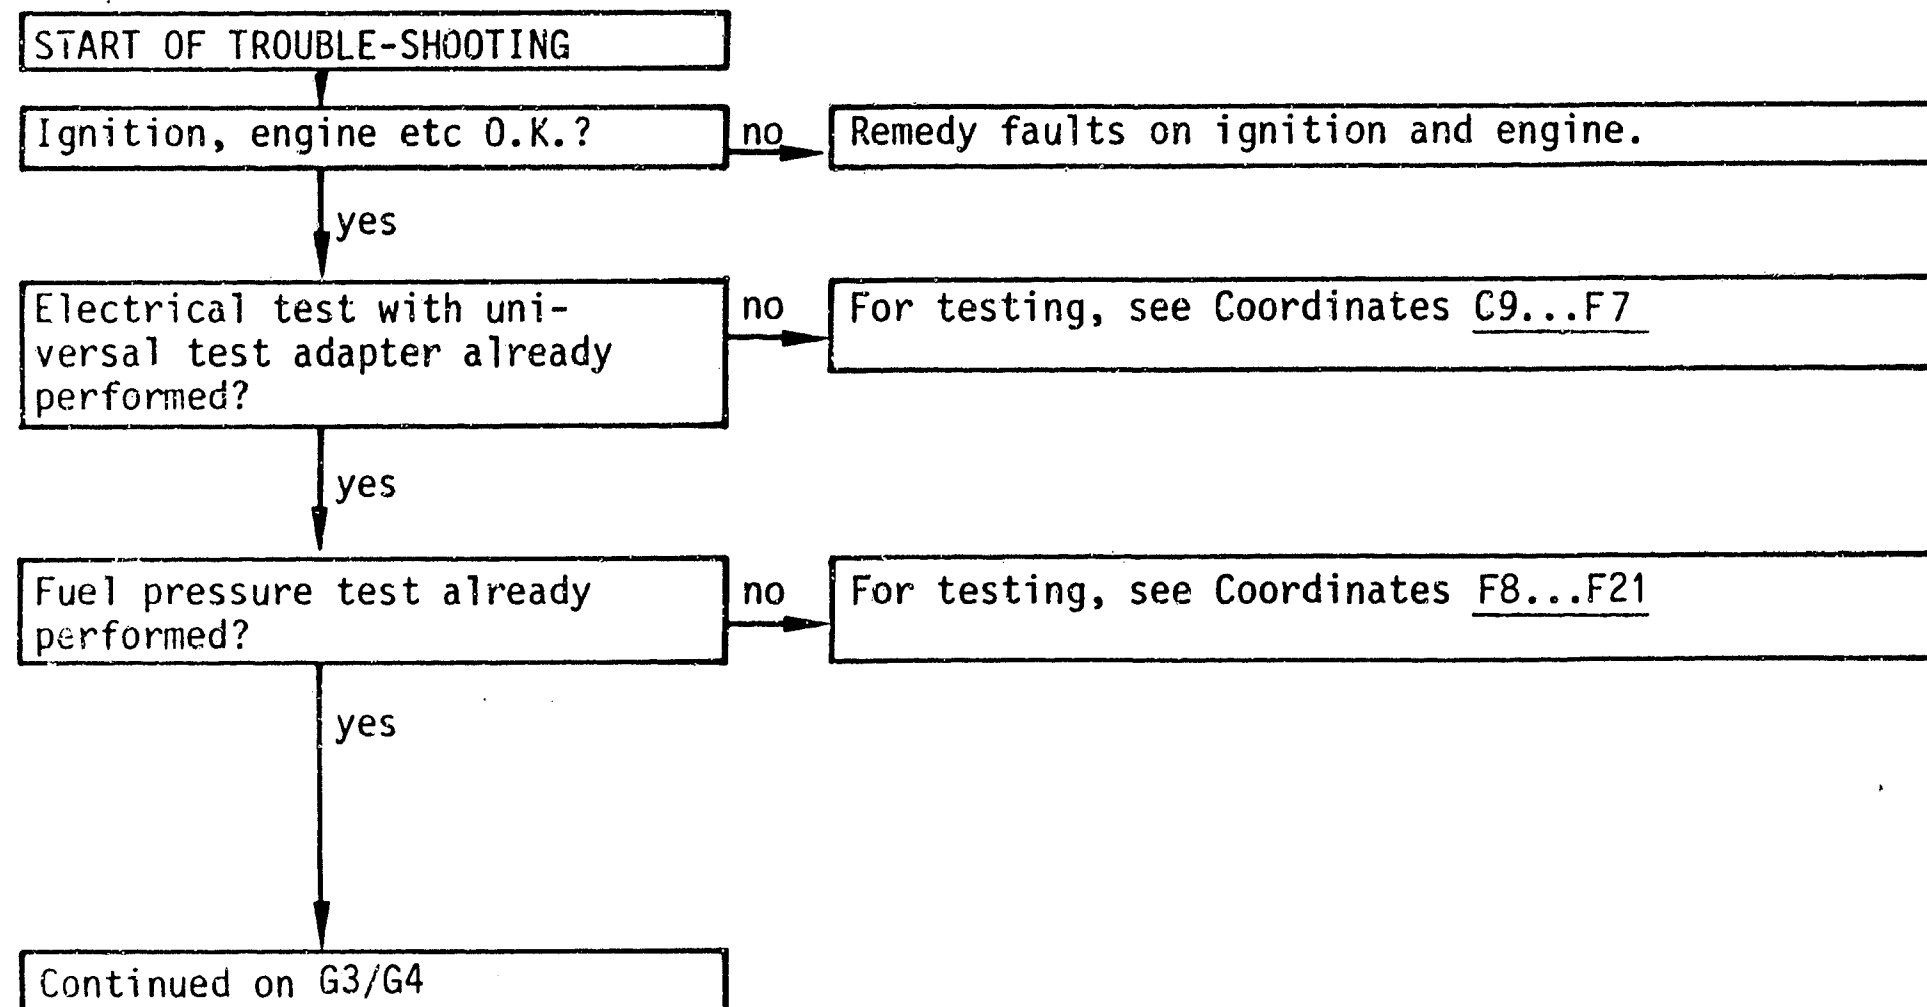 START OF TROUBLE-SHOOTING
Ignition, engine etc O.K.?
no
Remedy faults on ignition and engine.
yes
Electrical test with uni-
versal test adapter already
performed?
no
For testing, see Coordinates C9...F7
yes
Fuel pressure test already
performed?
no
For testing, see Coordinates F8...F21
yes
Continued on G3/G4